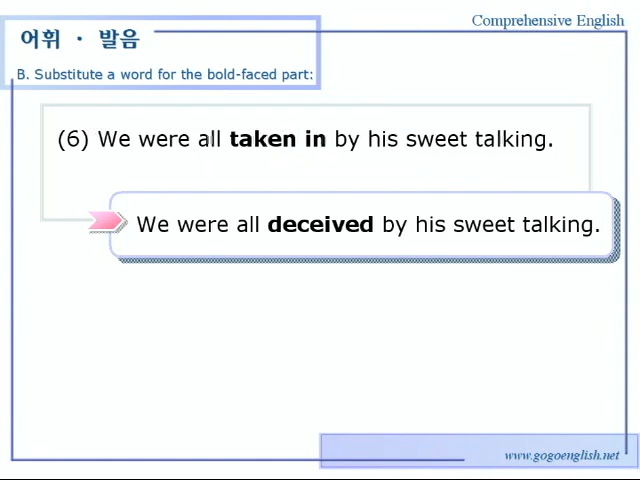 Comprehensive English
어휘 · 발음
B. Substitute a word for the bold-faced part:
(6) We were all taken in by his sweet talking.
We were all deceived by his sweet talking.
www.gogoenglish.net